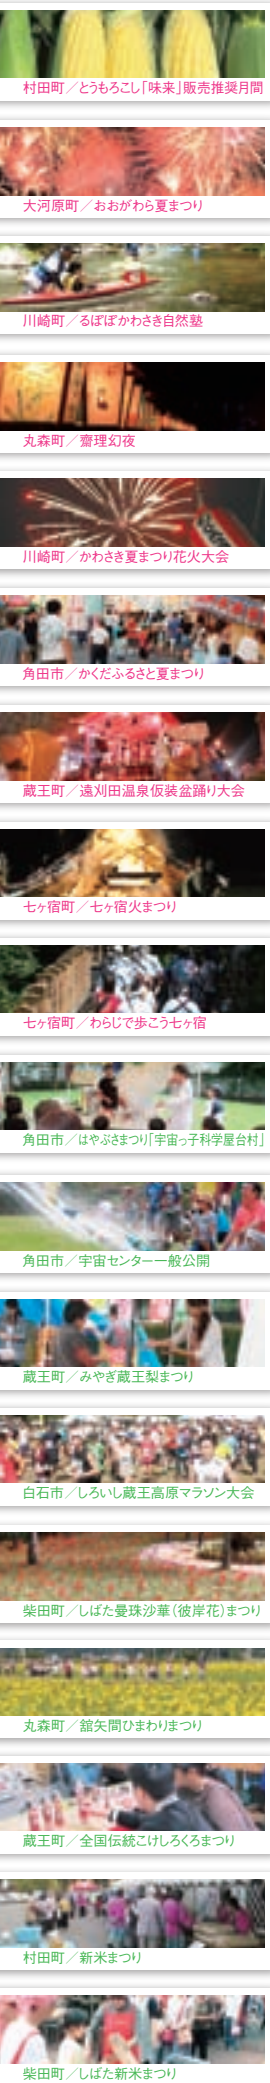 村田町／とうもろこし「味来」販売推奨月間
大河原町／おおがわら夏まつり
川崎町／るぽぽかわさき自然塾
丸森町／齋理幻夜
川崎町／かわさき夏まつり花火大会
角田市／かくだふるさと夏まつり
蔵王町／遠刈田温泉仮装盆踊り大会
七ヶ宿町／七ヶ宿火まつり
七ヶ宿町／わらじで歩こう七ヶ宿
角田市／はやぶさまつり「宇宙っ子科学屋台村」
角田市／宇宙センター一般公開
蔵王町／みやぎ蔵王梨まつり
白石市／しろいし蔵王高原マラソン大会
柴田町／しばた曼珠沙華（彼岸花）まつり
丸森町／舘矢間ひまわりまつり
蔵王町／全国伝統こけしろくろまつり
村田町／新米まつり
柴田町／しばた新米まつり